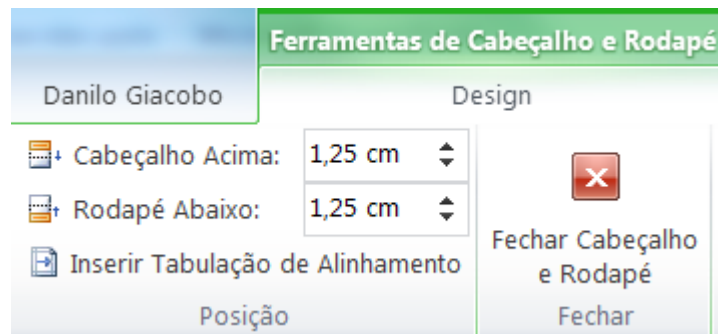 Ferramentas de Cabeçalho e Rodapé
Danilo Giacobo
Design
Cabeçalho Acima: 1,25 cm
Rodapé Abaixo: 1,25 cm
Inserir Tabulação de Alinhamento
Posição
Fechar Cabeçalho
e Rodapé
Fechar